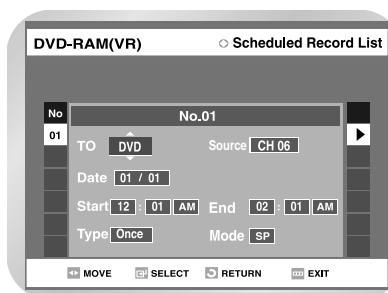 DVD-RAM(VR) Scheduled Record List
No No.01
01
TO DVD Source CH 06
Date 01 / 01
Start 12 : 01 AM End 02 : 01 AM
Type Once Mode SP
MOVE SELECT RETURN EXIT